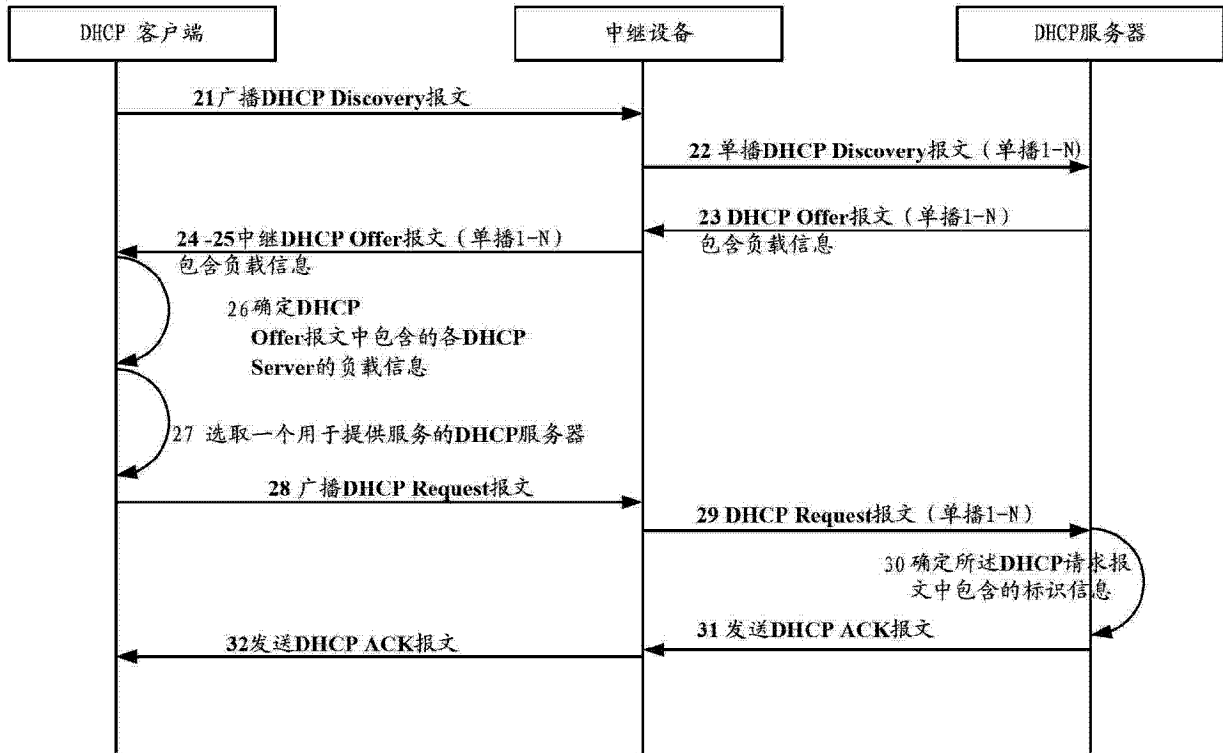 DHCP 客户端
中继设备
DHCP服务器
21广播DHCP Discovery报文
22 单播DHCP Discovery报文（单播1-N）
23 DHCP Offer报文（单播1-N）
包含负载信息
24 -25中继DHCP Offer报文（单播1-N）
包含负载信息
26确定DHCP
Offer报文中包含的各DHCP
Server的负载信息
27 选取一个用于提供服务的DHCP服务器
28 广播DHCP Request报文
29 DHCP Request报文（单播1-N）
30 确定所述DHCP请求报
文中包含的标识信息
31 发送DHCP ACK报文
32发送DHCP ACK报文